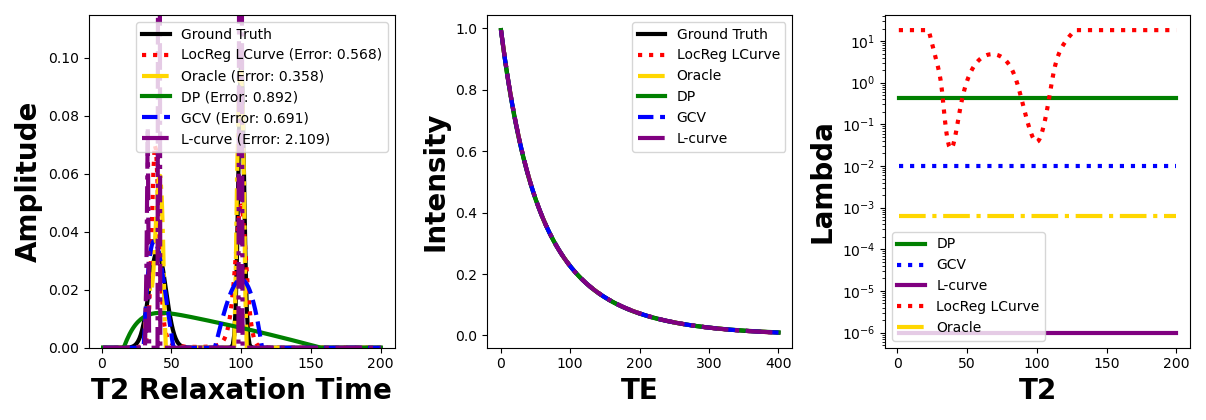 Amplitude
0.00
0.02
0.04
0.06
0.08
0.10
0
50
100
150
200
T2 Relaxation Time
Ground Truth
LocReg LCurve (Error: 0.568)
Oracle (Error: 0.358)
DP (Error: 0.892)
GCV (Error: 0.691)
L-curve (Error: 2.109)
Intensity
0.0
0.2
0.4
0.6
0.8
1.0
0
100
200
300
400
TE
Ground Truth
LocReg LCurve
Oracle
DP
GCV
L-curve
Lambda
10¹
10⁰
10⁻¹
10⁻²
10⁻³
10⁻⁴
10⁻⁵
10⁻⁶
0
50
100
150
200
T2
DP
GCV
L-curve
LocReg LCurve
Oracle